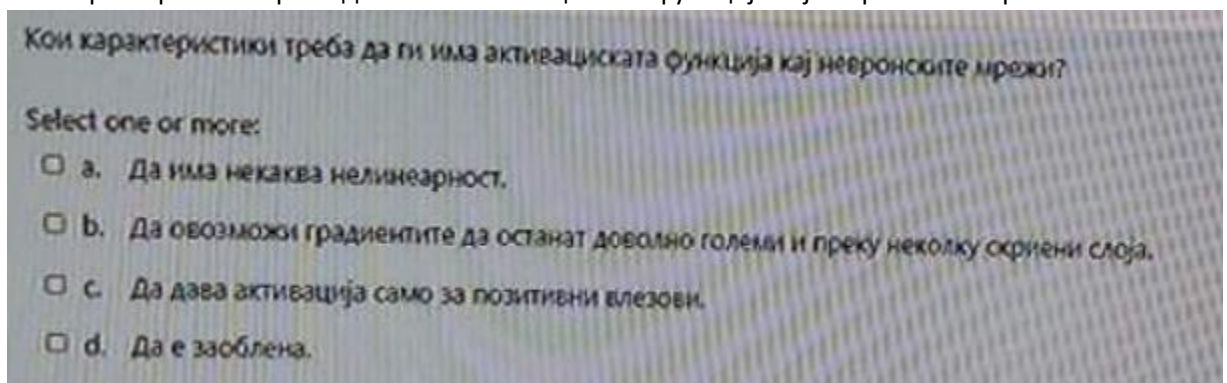 Кои карактеристики треба да ги има активациската функција кај невронските мрежи?
Select one or more:
a. Да има некаква нелинеарност.
b. Да овозможи градиентите да останат доволно големи и преку неколку скриени слоја.
c. Да дава активација само за позитивни влезови.
d. Да е заоблена.